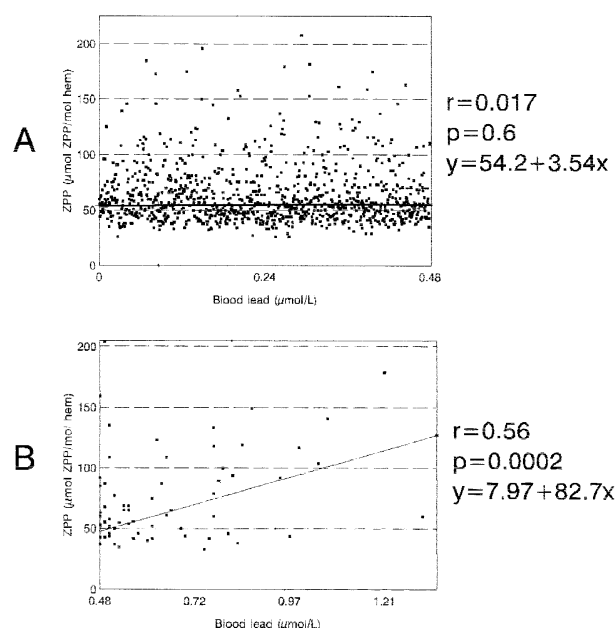 A
ZPP (µmol ZPP/mol hem)
200
150
100
50
0
0
0.24
0.48
Blood lead (µmol/L)
r=0.017
p=0.6
y=54.2+3.54x
B
ZPP (µmol ZPP/mol hem)
200
150
100
50
0
0.48
0.72
0.97
1.21
Blood lead (µmol/L)
r=0.56
p=0.0002
y=7.97+82.7x